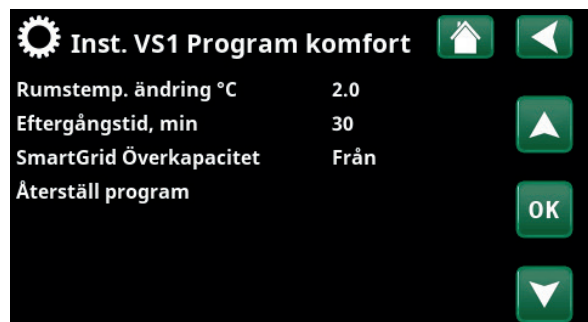 Inst. VS1 Program komfort
Rumstemp. ändring °C 2.0
Eftergångstid, min 30
SmartGrid Överkapacitet Från
Återställ program
OK